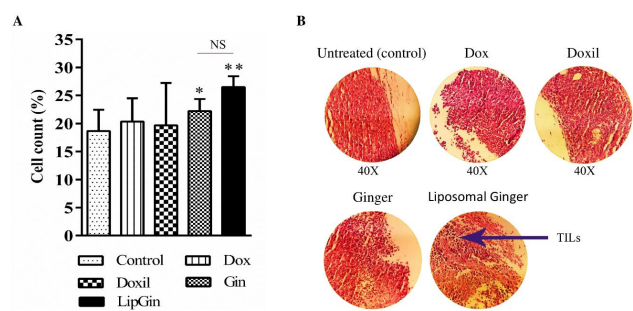 A
NS
**
*
35
30
25
20
15
10
5
0
Cell count (%)
Control
Dox
Doxil
Gin
LipGin
B
Untreated (control)
Dox
Doxil
40X
40X
40X
Ginger
Liposomal Ginger
TILs